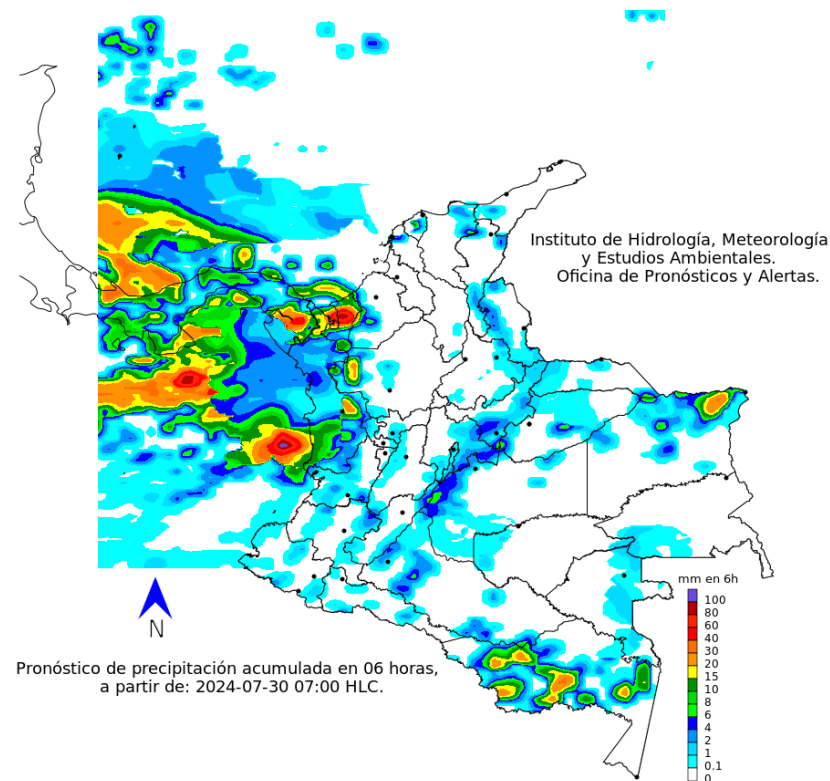 Instituto de Hidrología, Meteorología
y Estudios Ambientales.
Oficina de Pronósticos y Alertas.
mm en 6h
100
80
60
40
30
20
15
10
8
6
4
2
1
0.1
0
N
Pronóstico de precipitación acumulada en 06 horas,
a partir de: 2024-07-30 07:00 HLC.